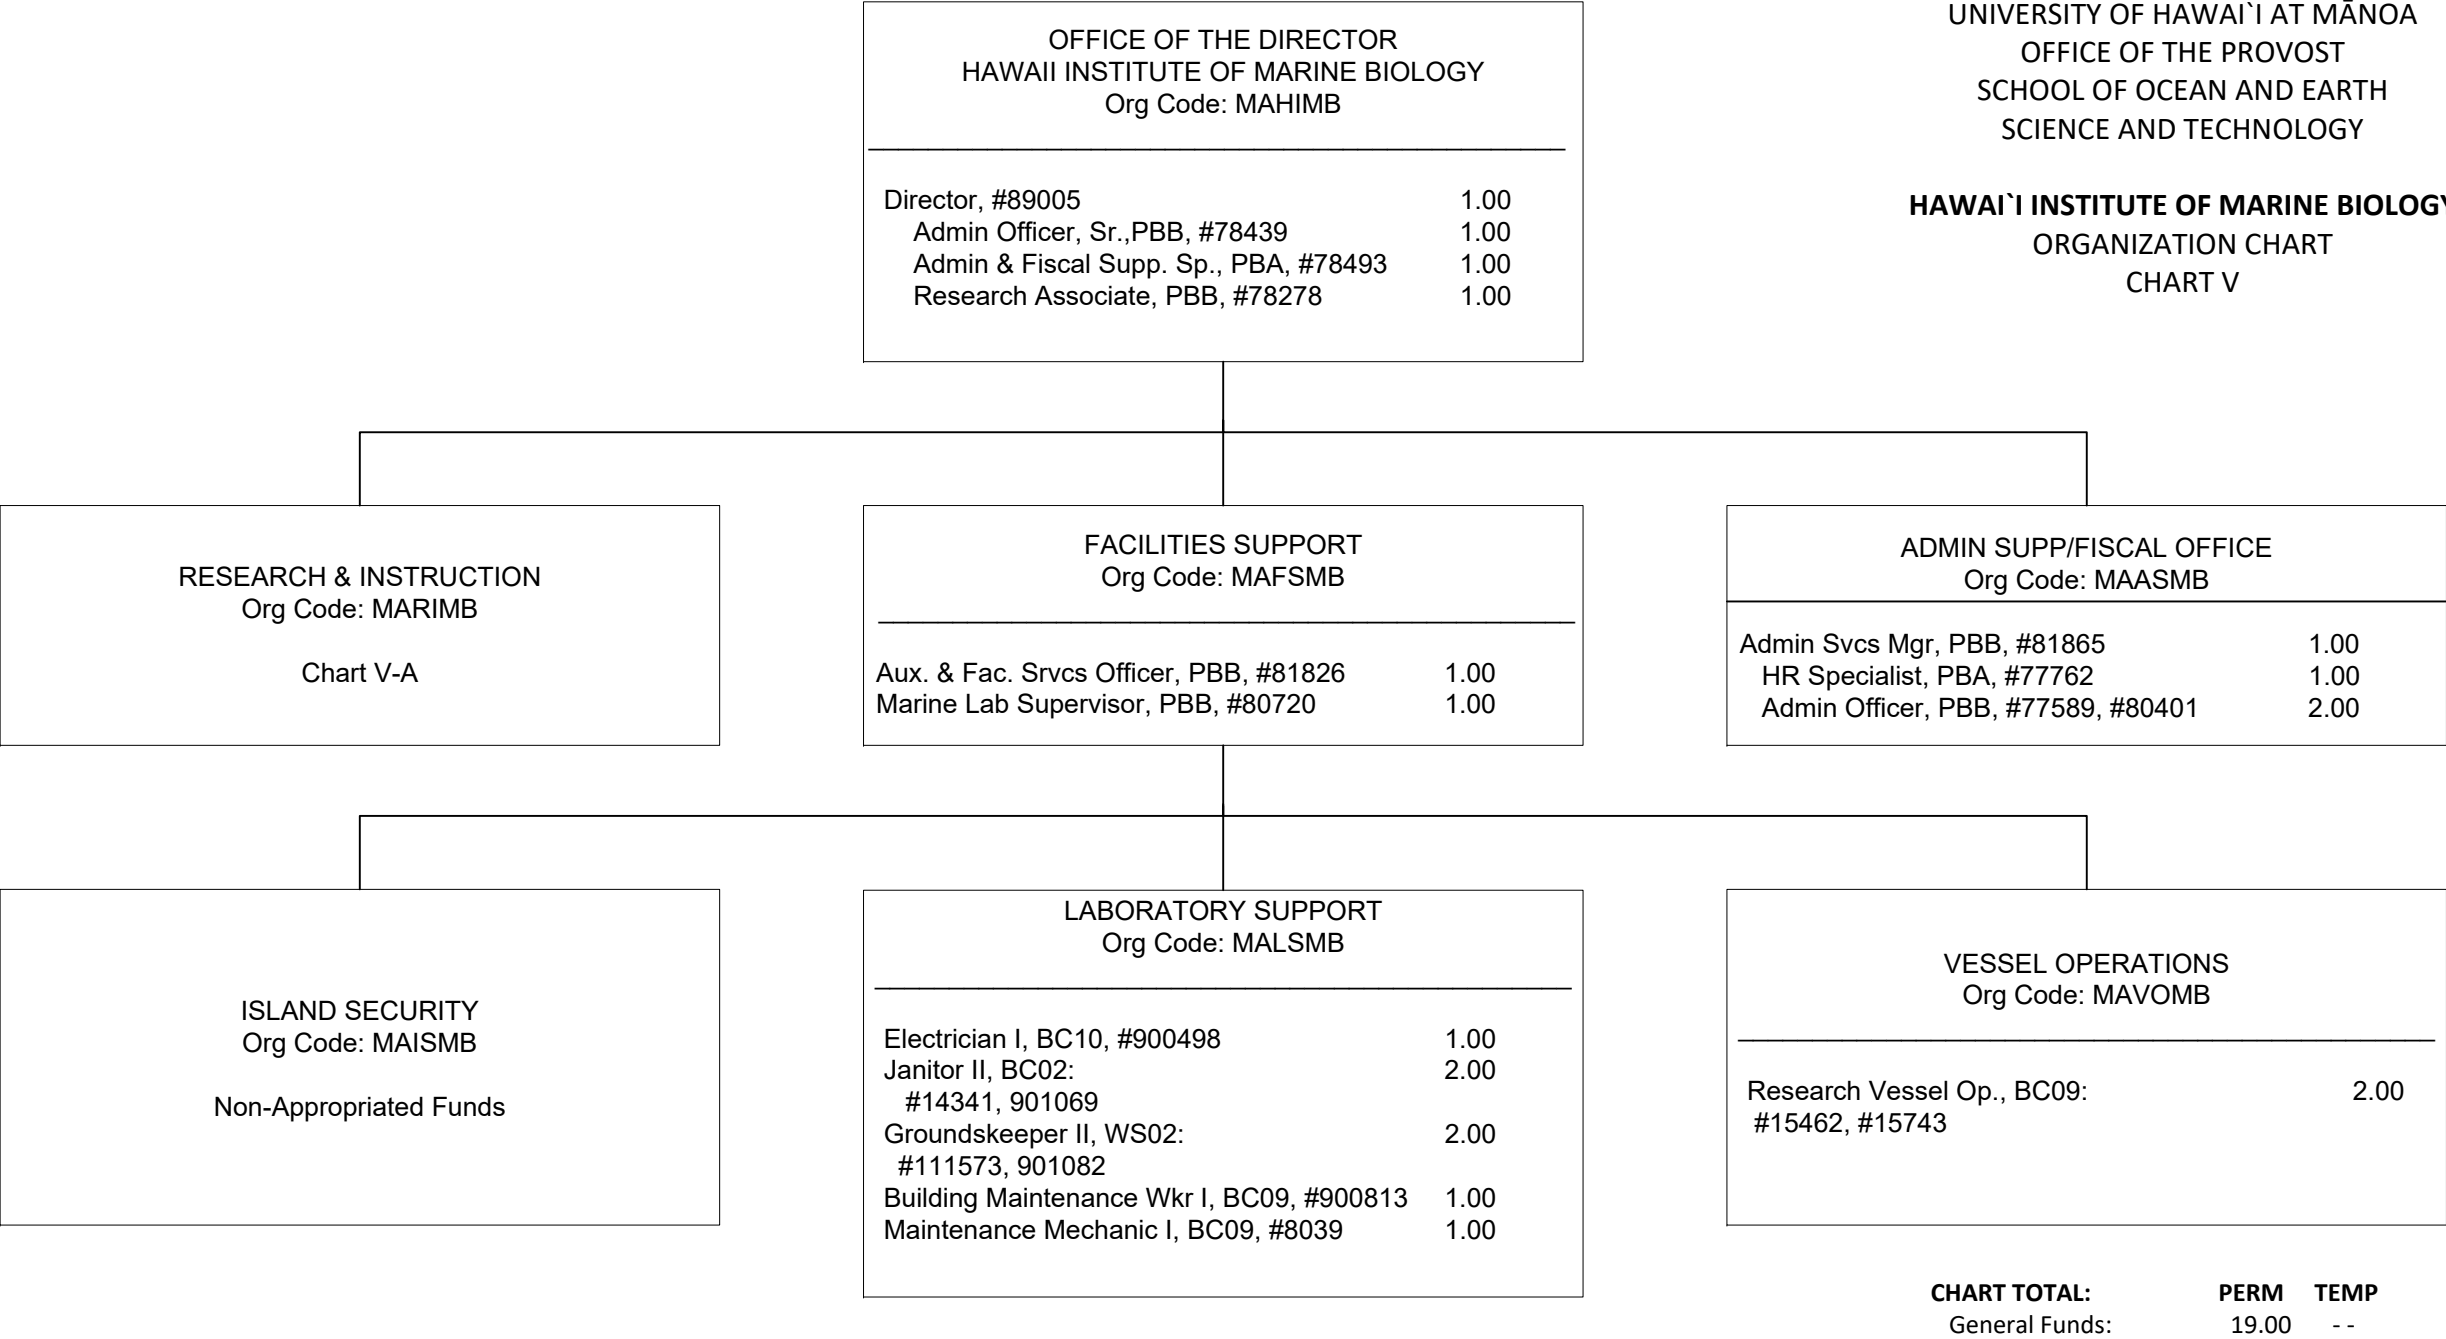 OFFICE OF THE DIRECTOR
HAWAII INSTITUTE OF MARINE BIOLOGY
Org Code: MAHIMB
Director, #89005 1.00
Admin Officer, Sr.,PBB, #78439 1.00
Admin & Fiscal Supp. Sp., PBA, #78493 1.00
Research Associate, PBB, #78278 1.00
UNIVERSITY OF HAWAI`I AT MĀNOA
OFFICE OF THE PROVOST
SCHOOL OF OCEAN AND EARTH
SCIENCE AND TECHNOLOGY
HAWAI`I INSTITUTE OF MARINE BIOLOGY
ORGANIZATION CHART
CHART V
RESEARCH & INSTRUCTION
Org Code: MARIMB
Chart V-A
FACILITIES SUPPORT
Org Code: MAFSMB
Aux. & Fac. Srvcs Officer, PBB, #81826 1.00
Marine Lab Supervisor, PBB, #80720 1.00
ADMIN SUPP/FISCAL OFFICE
Org Code: MAASMB
Admin Svcs Mgr, PBB, #81865 1.00
HR Specialist, PBA, #77762 1.00
Admin Officer, PBB, #77589, #80401 2.00
ISLAND SECURITY
Org Code: MAISMB
Non-Appropriated Funds
LABORATORY SUPPORT
Org Code: MALSMB
Electrician I, BC10, #900498 1.00
Janitor II, BC02: 2.00
#14341, 901069
Groundskeeper II, WS02: 2.00
#111573, 901082
Building Maintenance Wkr I, BC09, #900813 1.00
Maintenance Mechanic I, BC09, #8039 1.00
VESSEL OPERATIONS
Org Code: MAVOMB
Research Vessel Op., BC09: 2.00
#15462, #15743
CHART TOTAL: PERM TEMP
General Funds: 19.00 - -